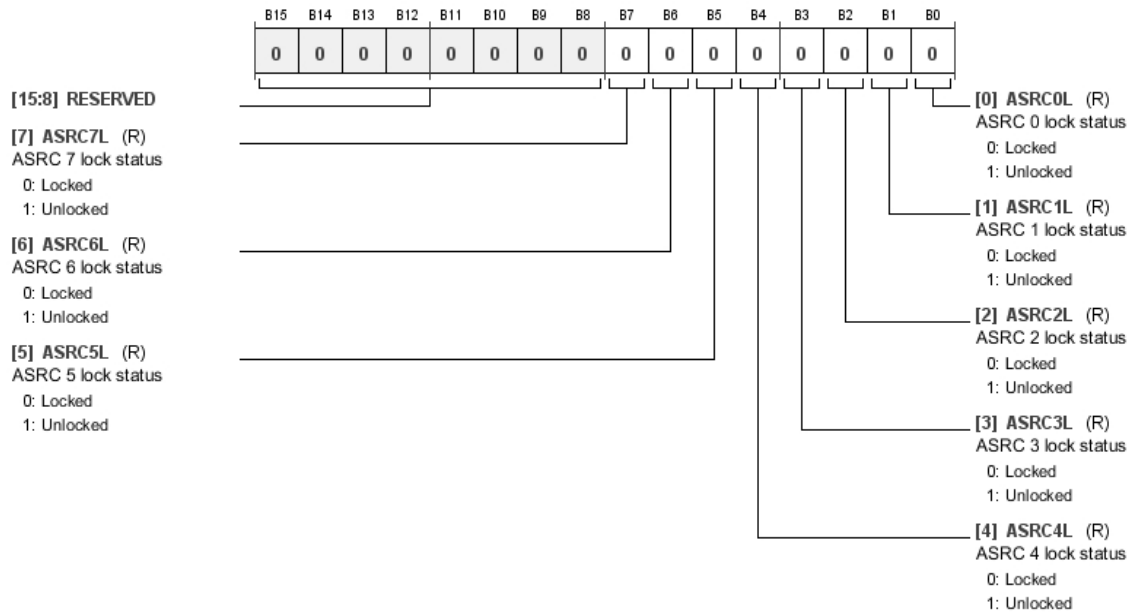 B15 B14 B13 B12 B11 B10 B9 B8 B7 B6 B5 B4 B3 B2 B1 B0
0 0 0 0 0 0 0 0 0 0 0 0 0 0 0 0
[15:8] RESERVED
[7] ASRC7L (R)
ASRC 7 lock status
0: Locked
1: Unlocked
[6] ASRC6L (R)
ASRC 6 lock status
0: Locked
1: Unlocked
[5] ASRC5L (R)
ASRC 5 lock status
0: Locked
1: Unlocked
[0] ASRC0L (R)
ASRC 0 lock status
0: Locked
1: Unlocked
[1] ASRC1L (R)
ASRC 1 lock status
0: Locked
1: Unlocked
[2] ASRC2L (R)
ASRC 2 lock status
0: Locked
1: Unlocked
[3] ASRC3L (R)
ASRC 3 lock status
0: Locked
1: Unlocked
[4] ASRC4L (R)
ASRC 4 lock status
0: Locked
1: Unlocked